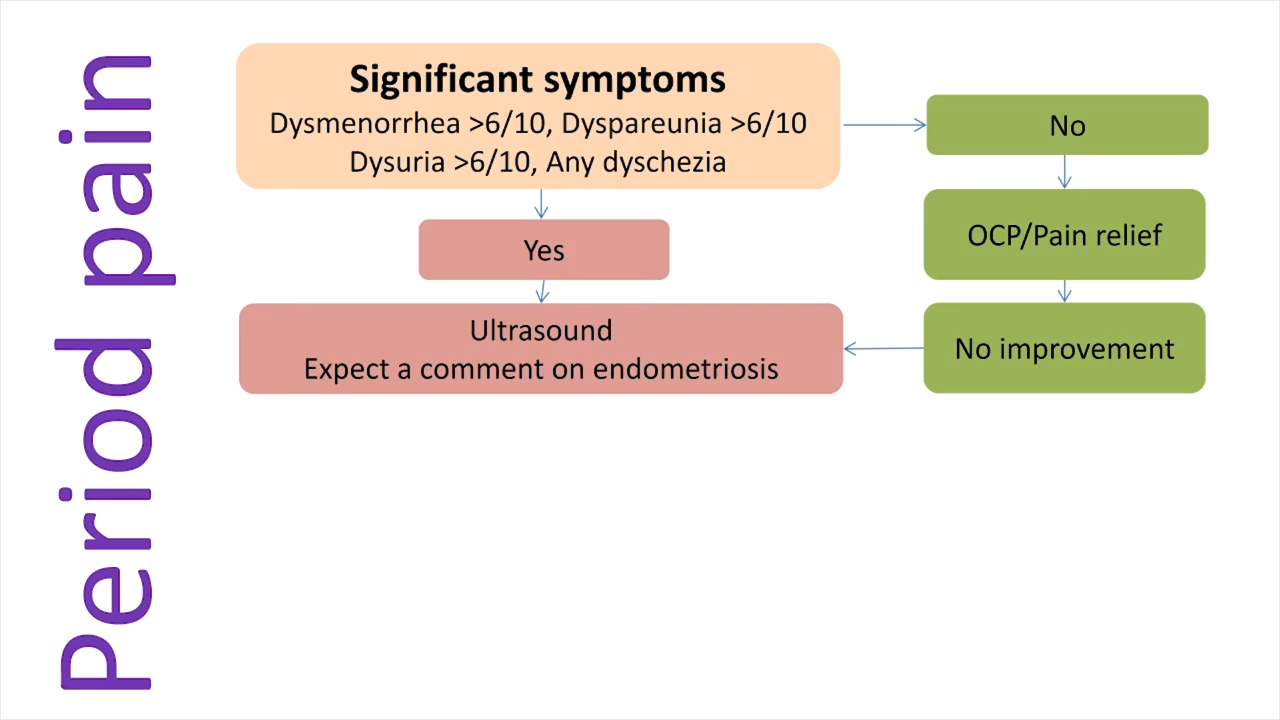 Period pain
Significant symptoms
Dysmenorrhea >6/10, Dyspareunia >6/10
Dysuria >6/10, Any dyschezia
No
Yes
OCP/Pain relief
Ultrasound
Expect a comment on endometriosis
No improvement